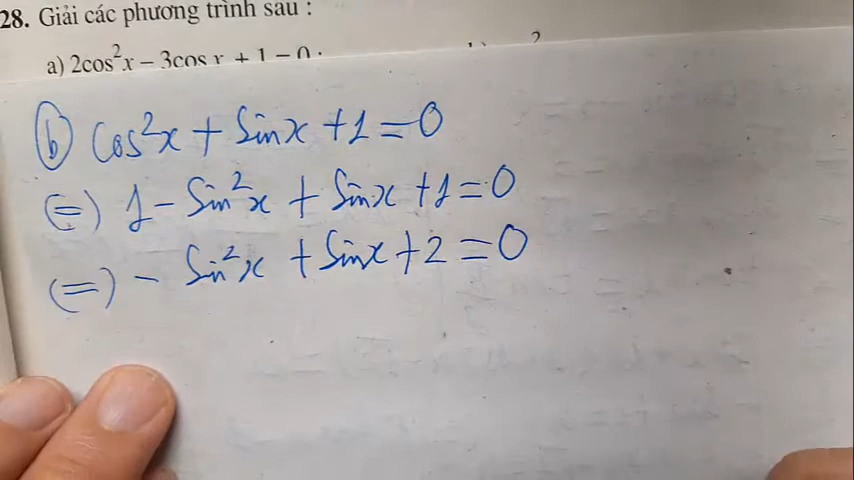 28. Giải các phương trình sau :
a) 2cos²x – 3cos x + 1 = 0 ;
b) 2
(b) cos²x + Sinx + 1 = 0
(=) 1 - Sin²x + Sinx + 1 = 0
(=) - Sin²x + Sinx + 2 = 0